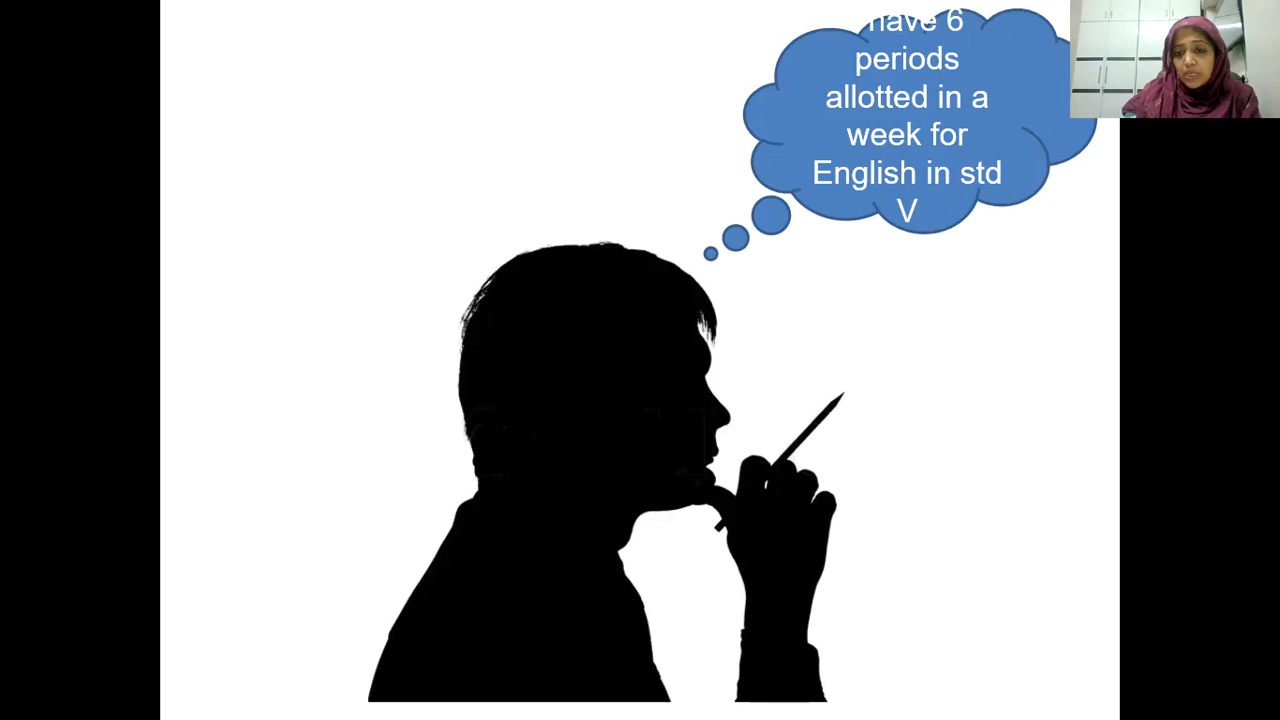 have 6
periods
allotted in a
week for
English in std
V